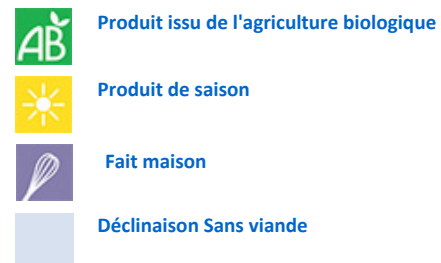 AB
Produit issu de l'agriculture biologique
Produit de saison
Fait maison
Déclinaison Sans viande